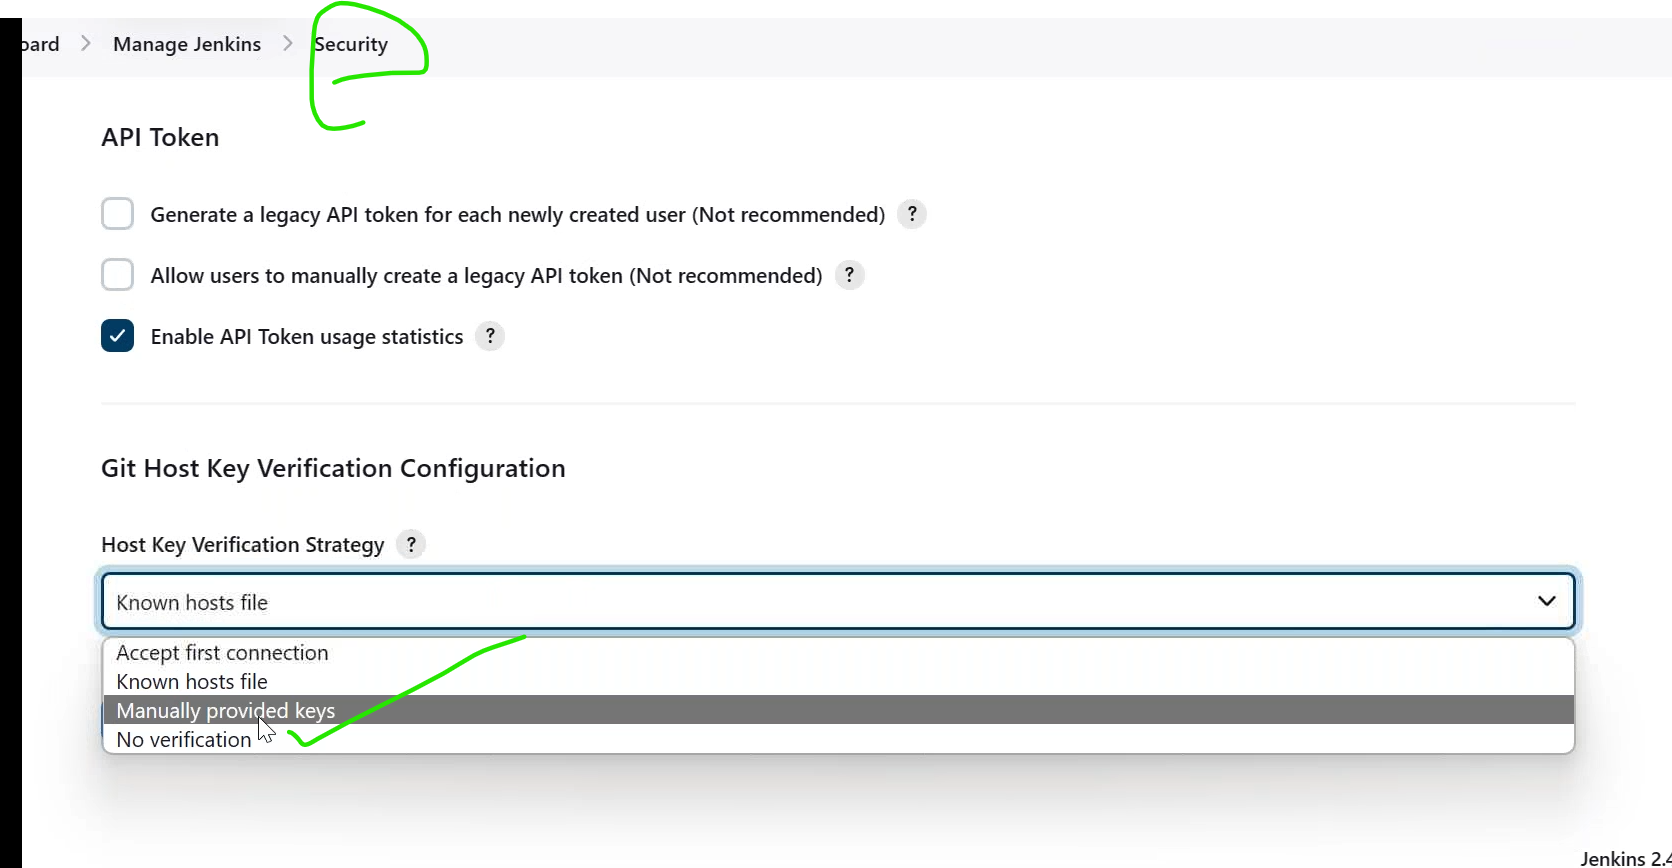 oard > Manage Jenkins > Security
API Token
Generate a legacy API token for each newly created user (Not recommended) ?
Allow users to manually create a legacy API token (Not recommended) ?
Enable API Token usage statistics ?
Git Host Key Verification Configuration
Host Key Verification Strategy ?
Known hosts file
Accept first connection
Known hosts file
Manually provided keys
No verification
Jenkins 2.4